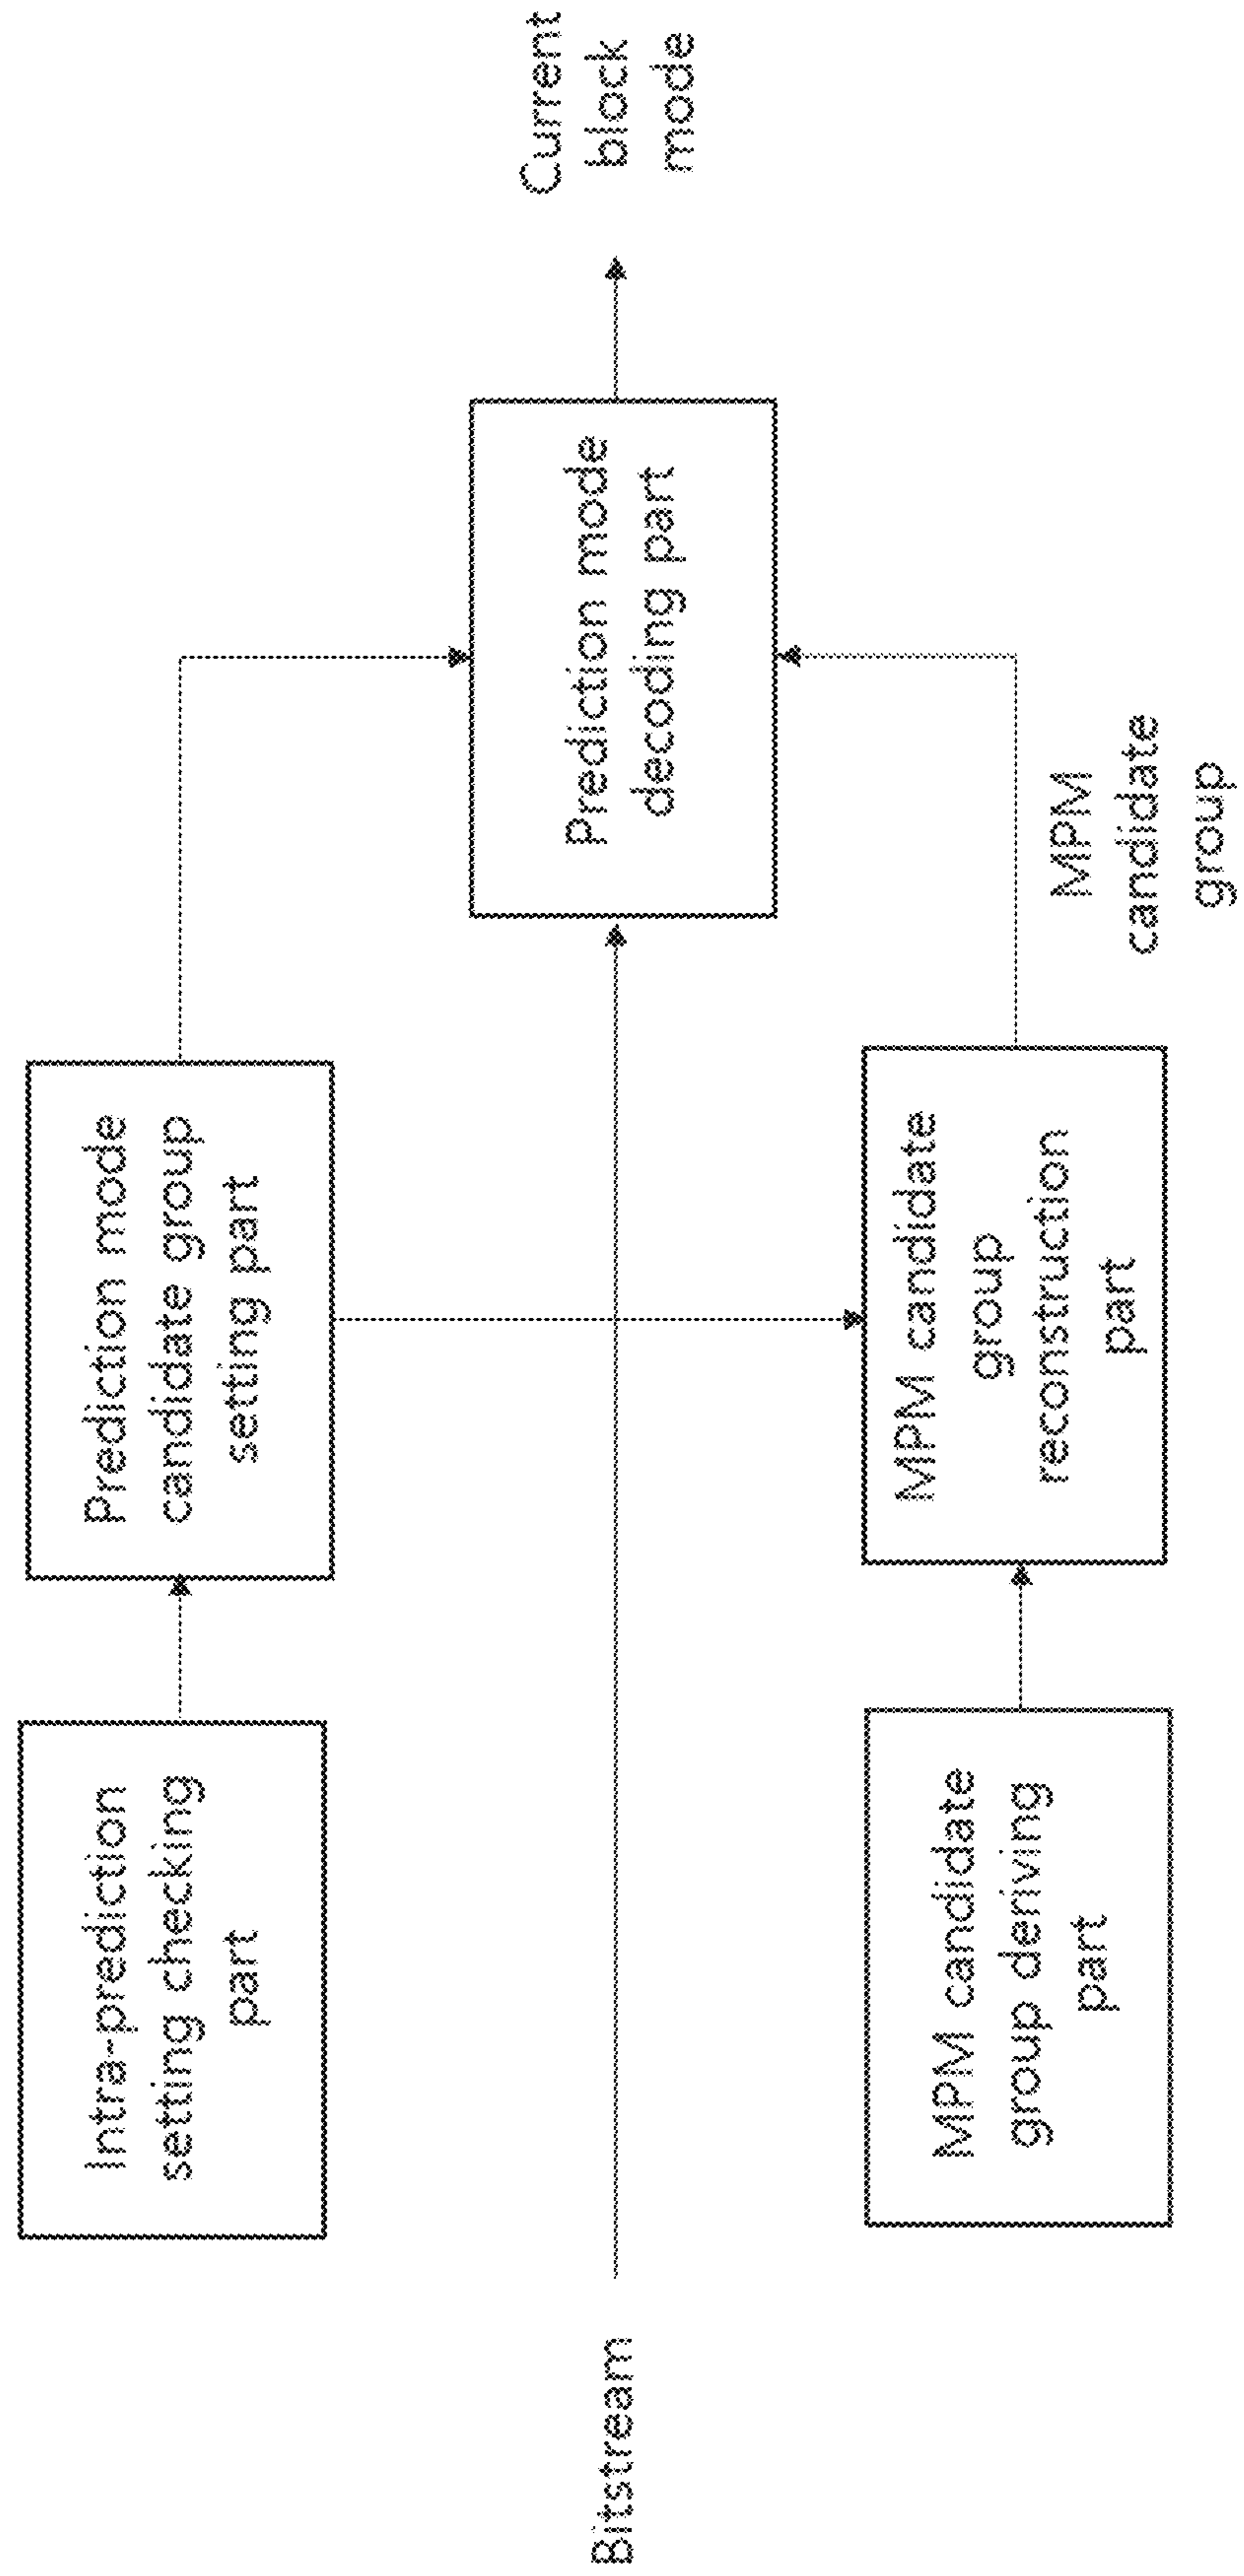 Intra-prediction
setting checking
part
Prediction mode
candidate group
setting part
Bitstream
Prediction mode
decoding part
Current
block
mode
MPM candidate
group deriving
part
MPM candidate
group
reconstruction
part
MPM
candidate
group